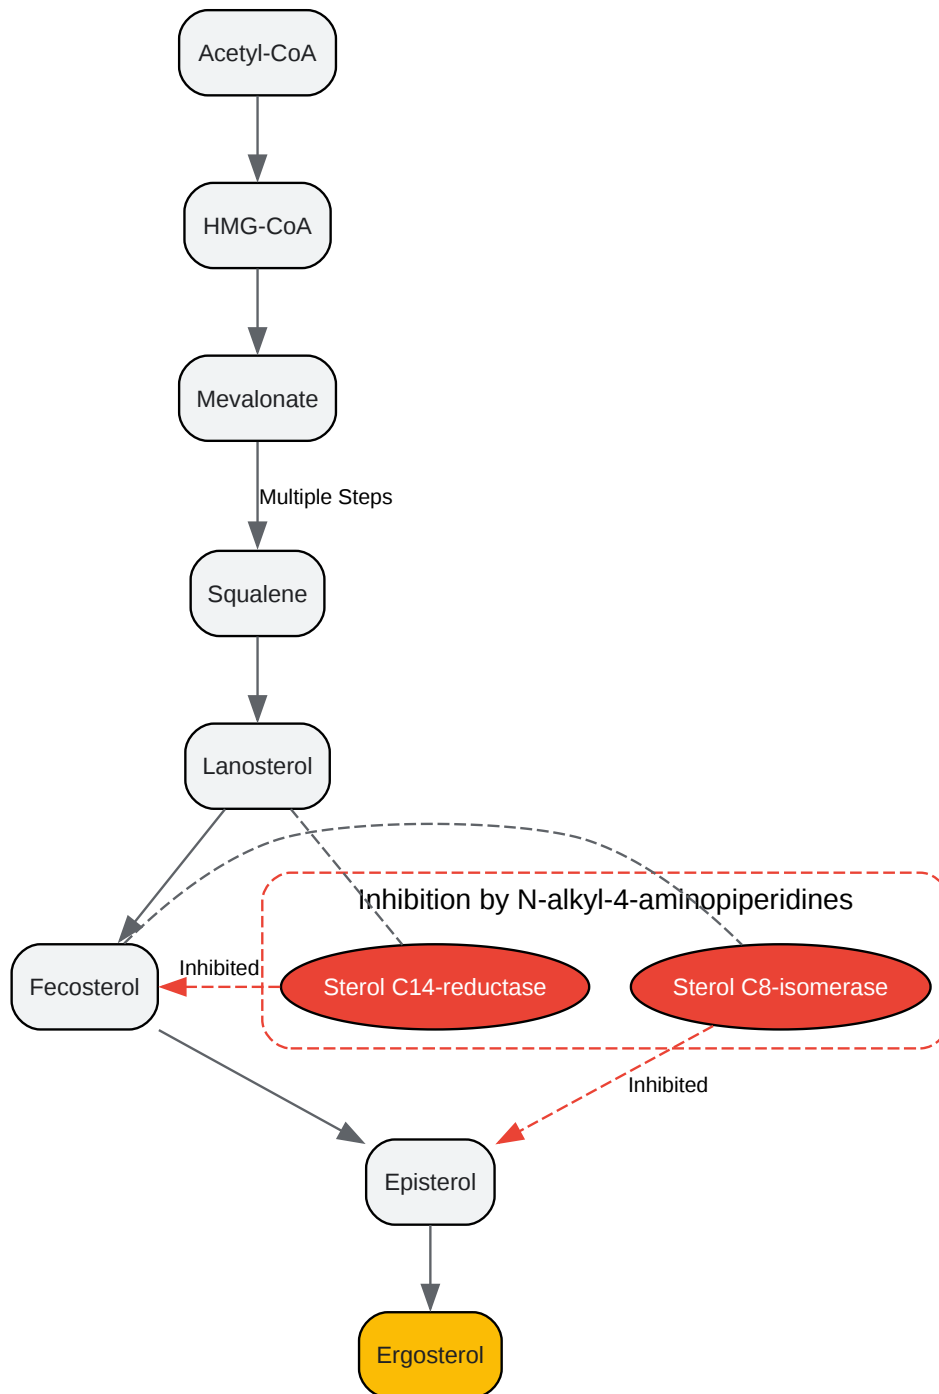 Acetyl-CoA
HMG-CoA
Mevalonate
Multiple Steps
Squalene
Lanosterol
Inhibition by N-alkyl-4-aminopiperidines
Fecosterol
Inhibited
Sterol C14-reductase
Sterol C8-isomerase
Inhibited
Episterol
Ergosterol